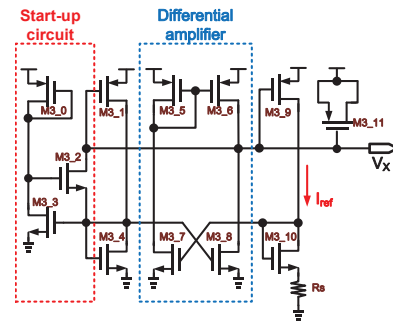 Start-up
circuit
Differential
amplifier
M3_0
M3_1
M3_5
M3_6
M3_9
M3_11
M3_2
VX
M3_3
Iref
M3_4
M3_7
M3_8
M3_10
Rs